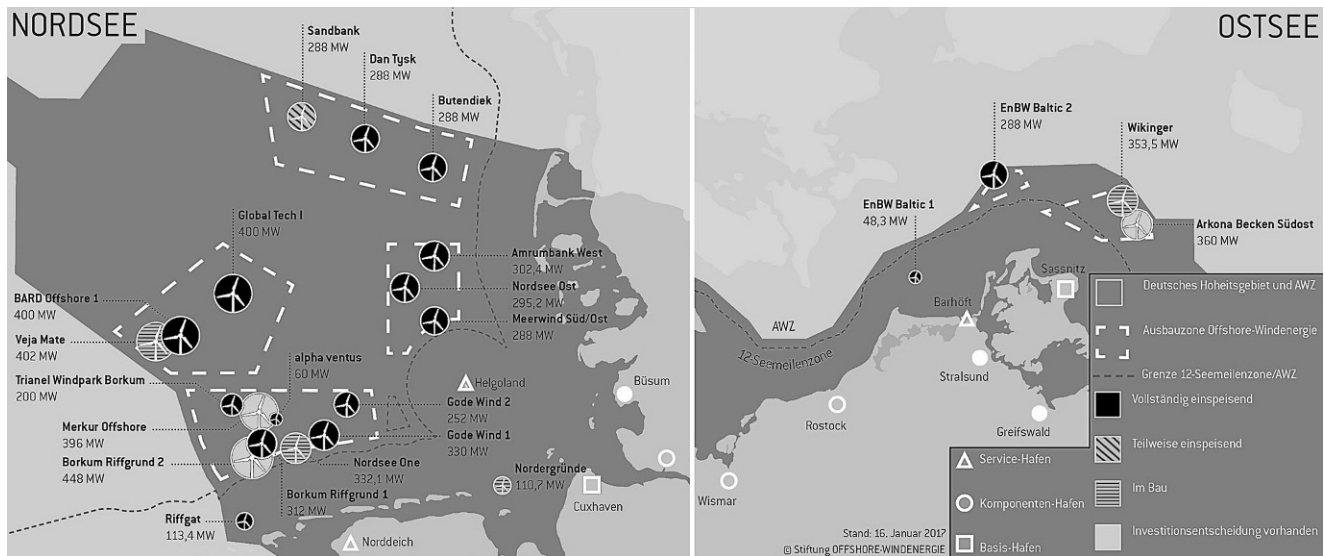 NORDSEE
Sandbank
288 MW
Dan Tysk
288 MW
Butendiek
288 MW
Global Tech I
400 MW
BARD Offshore 1
400 MW
Veja Mate
402 MW
Amrumbank West
302,4 MW
Nordsee Ost
295,2 MW
Meerwind Süd/Ost
288 MW
alpha ventus
60 MW
Trianel Windpark Borkum
200 MW
Merkur Offshore
396 MW
Borkum Riffgrund 2
448 MW
Gode Wind 2
252 MW
Gode Wind 1
330 MW
Nordsee One
332,1 MW
Borkum Riffgrund 1
312 MW
Nordergründe
110,7 MW
Riffgat
113,4 MW
Helgoland
Büsum
Cuxhaven
Norddeich
OSTSEE
EnBW Baltic 2
288 MW
Wikinger
353,5 MW
EnBW Baltic 1
48,3 MW
Arkona Becken Südost
360 MW
Sassnitz
Barhöft
AWZ
12-Seemeilenzone
Stralsund
Rostock
Greifswald
Wismar
Deutsches Hoheitsgebiet und AWZ
Ausbauzone Offshore-Windenergie
Grenze 12-Seemeilenzone/AWZ
Vollständig einspeisend
Teilweise einspeisend
Im Bau
Investitionsentscheidung vorhanden
Service-Hafen
Komponenten-Hafen
Basis-Hafen
Stand: 16, Januar 2017
© Stiftung OFFSHORE-WINDENERGIE